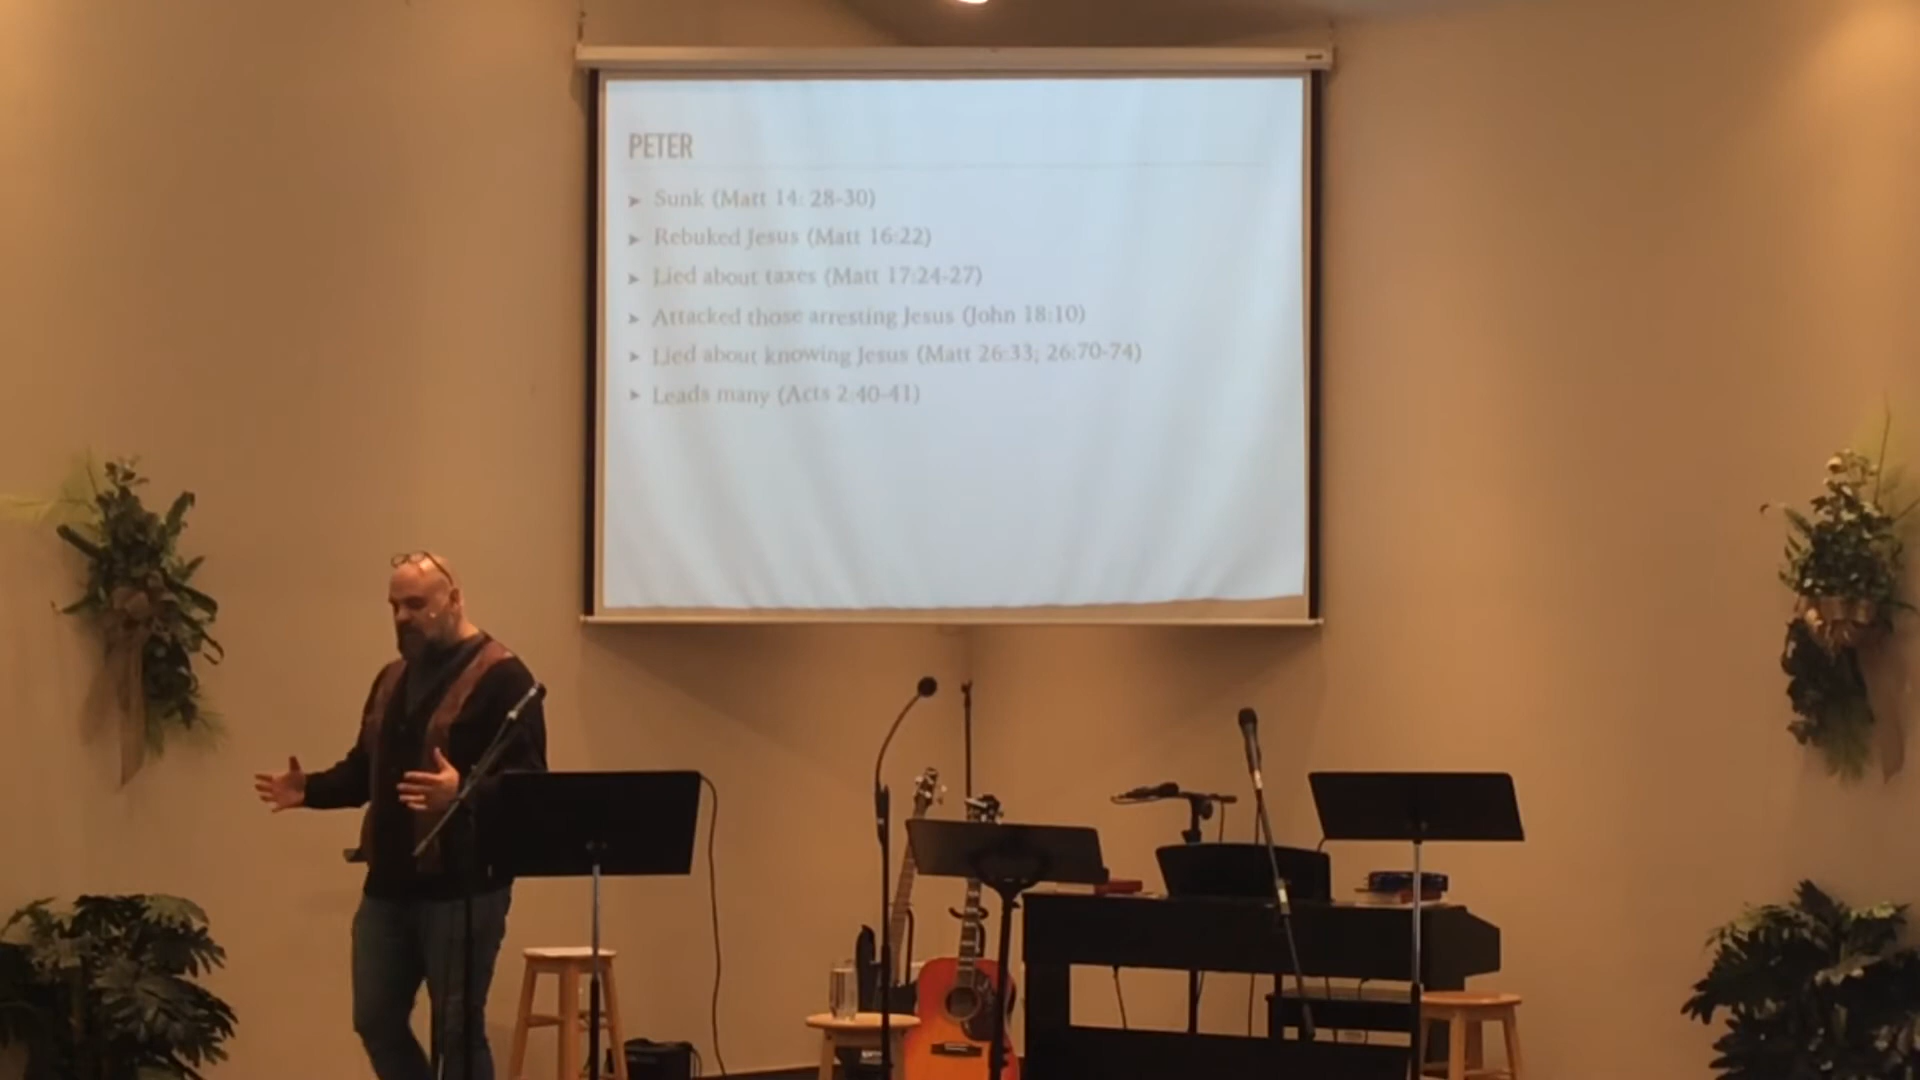 PETER
➤ Sunk (Matt 14: 28-30)
➤ Rebuked Jesus (Matt 16:22)
➤ Lied about taxes (Matt 17:24-27)
➤ Attacked those arresting Jesus (John 18:10)
➤ Lied about knowing Jesus (Matt 26:33; 26:70-74)
➤ Leads many (Acts 2:40-41)